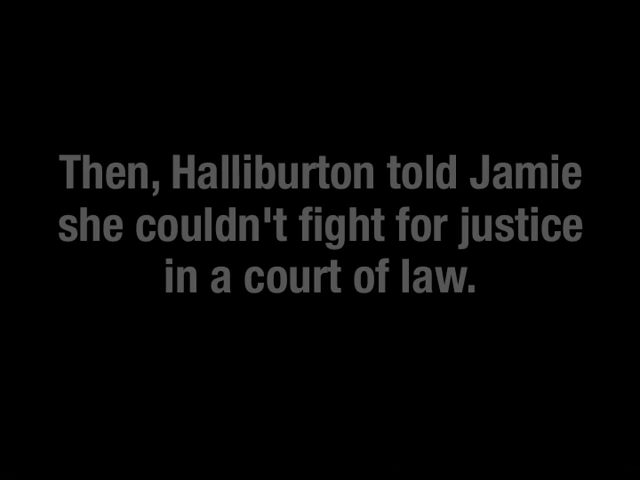 Then, Halliburton told Jamie
she couldn't fight for justice
in a court of law.